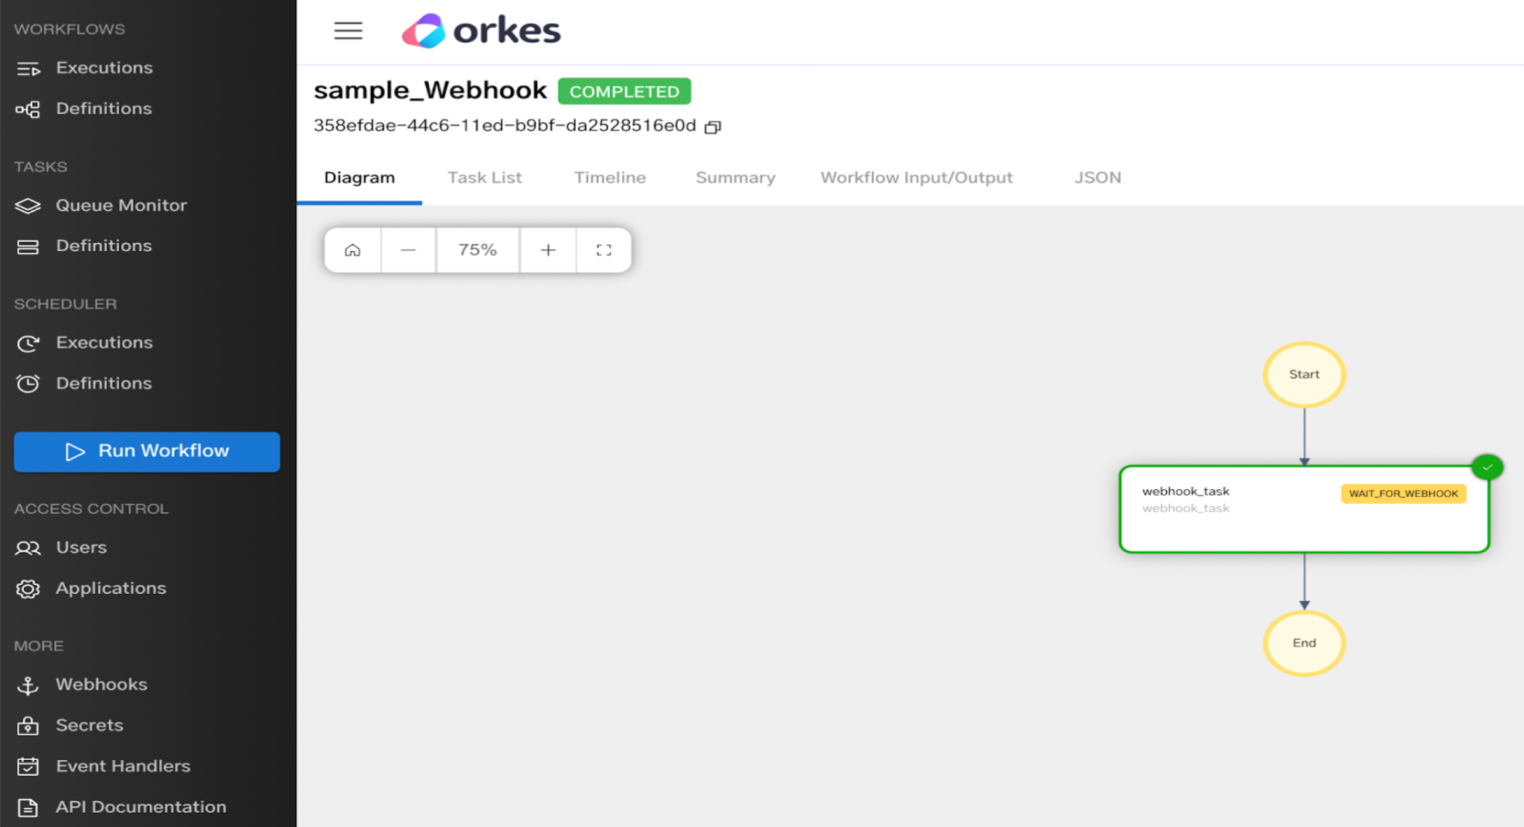 WORKFLOWS
Executions
Definitions
TASKS
Queue Monitor
Definitions
SCHEDULER
Executions
Definitions
Run Workflow
ACCESS CONTROL
Users
Applications
MORE
Webhooks
Secrets
Event Handlers
API Documentation
orkes
sample_Webhook COMPLETED
358efdae-44c6-11ed-b9bf-da2528516e0d
Diagram Task List Timeline Summary Workflow Input/Output JSON
75%
Start
webhook_task WAIT_FOR_WEBHOOK
webhook_task
End